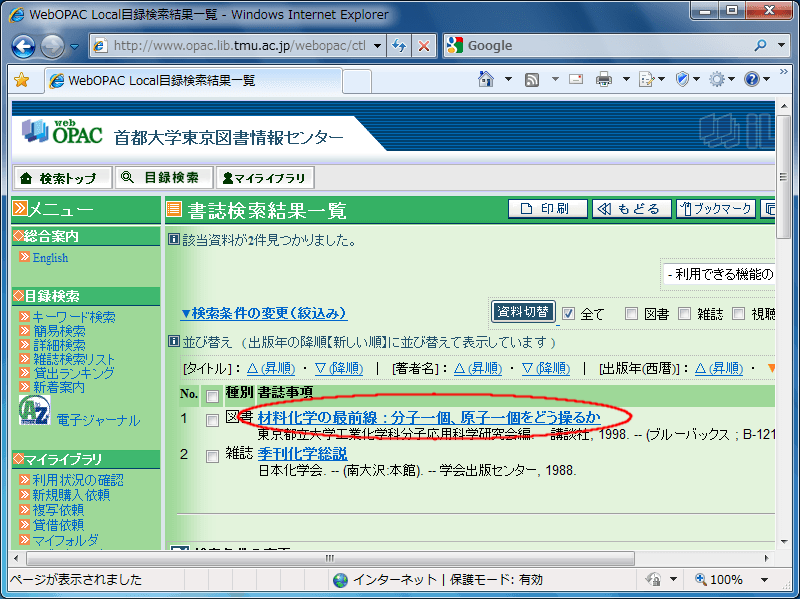 WebOPAC Local目録検索結果一覧 - Windows Internet Explorer
http://www.opac.lib.tmu.ac.jp/webopac/ctl
Google
WebOPAC Local目録検索結果一覧
web OPAC 首都大学東京図書情報センター
検索トップ 目録検索 マイライブラリ
メニュー
総合案内
English
目録検索
キーワード検索
簡易検索
詳細検索
雑誌検索リスト
貸出ランキング
新着案内
A to Z 電子ジャーナル
マイライブラリ
利用状況の確認
新規購入依頼
複写依頼
貸借依頼
マイフォルダ
書誌検索結果一覧 印刷 もどる ブックマーク
該当資料が2件見つかりました。
- 利用できる機能の
▼検索条件の変更(絞込み) 資料切替 全て 図書 雑誌 視聴
並び替え （出版年の降順【新しい順】に並び替えて表示しています）
[タイトル]： △(昇順) ・ ▽(降順) | [著者名]： △(昇順) ・ ▽(降順) | [出版年(西暦)]： △(昇順) ・ ▼
No. 種別 書誌事項
1 図書 材料化学の最前線 : 分子一個、原子一個をどう操るか
東京都立大学工業化学科分子応用科学研究会編. -- 講談社, 1998. -- (ブルーバックス ; B-121
2 雑誌 季刊化学総説
日本化学会. -- (南大沢:本館). -- 学会出版センター, 1988.
ページが表示されました インターネット | 保護モード: 有効 100%